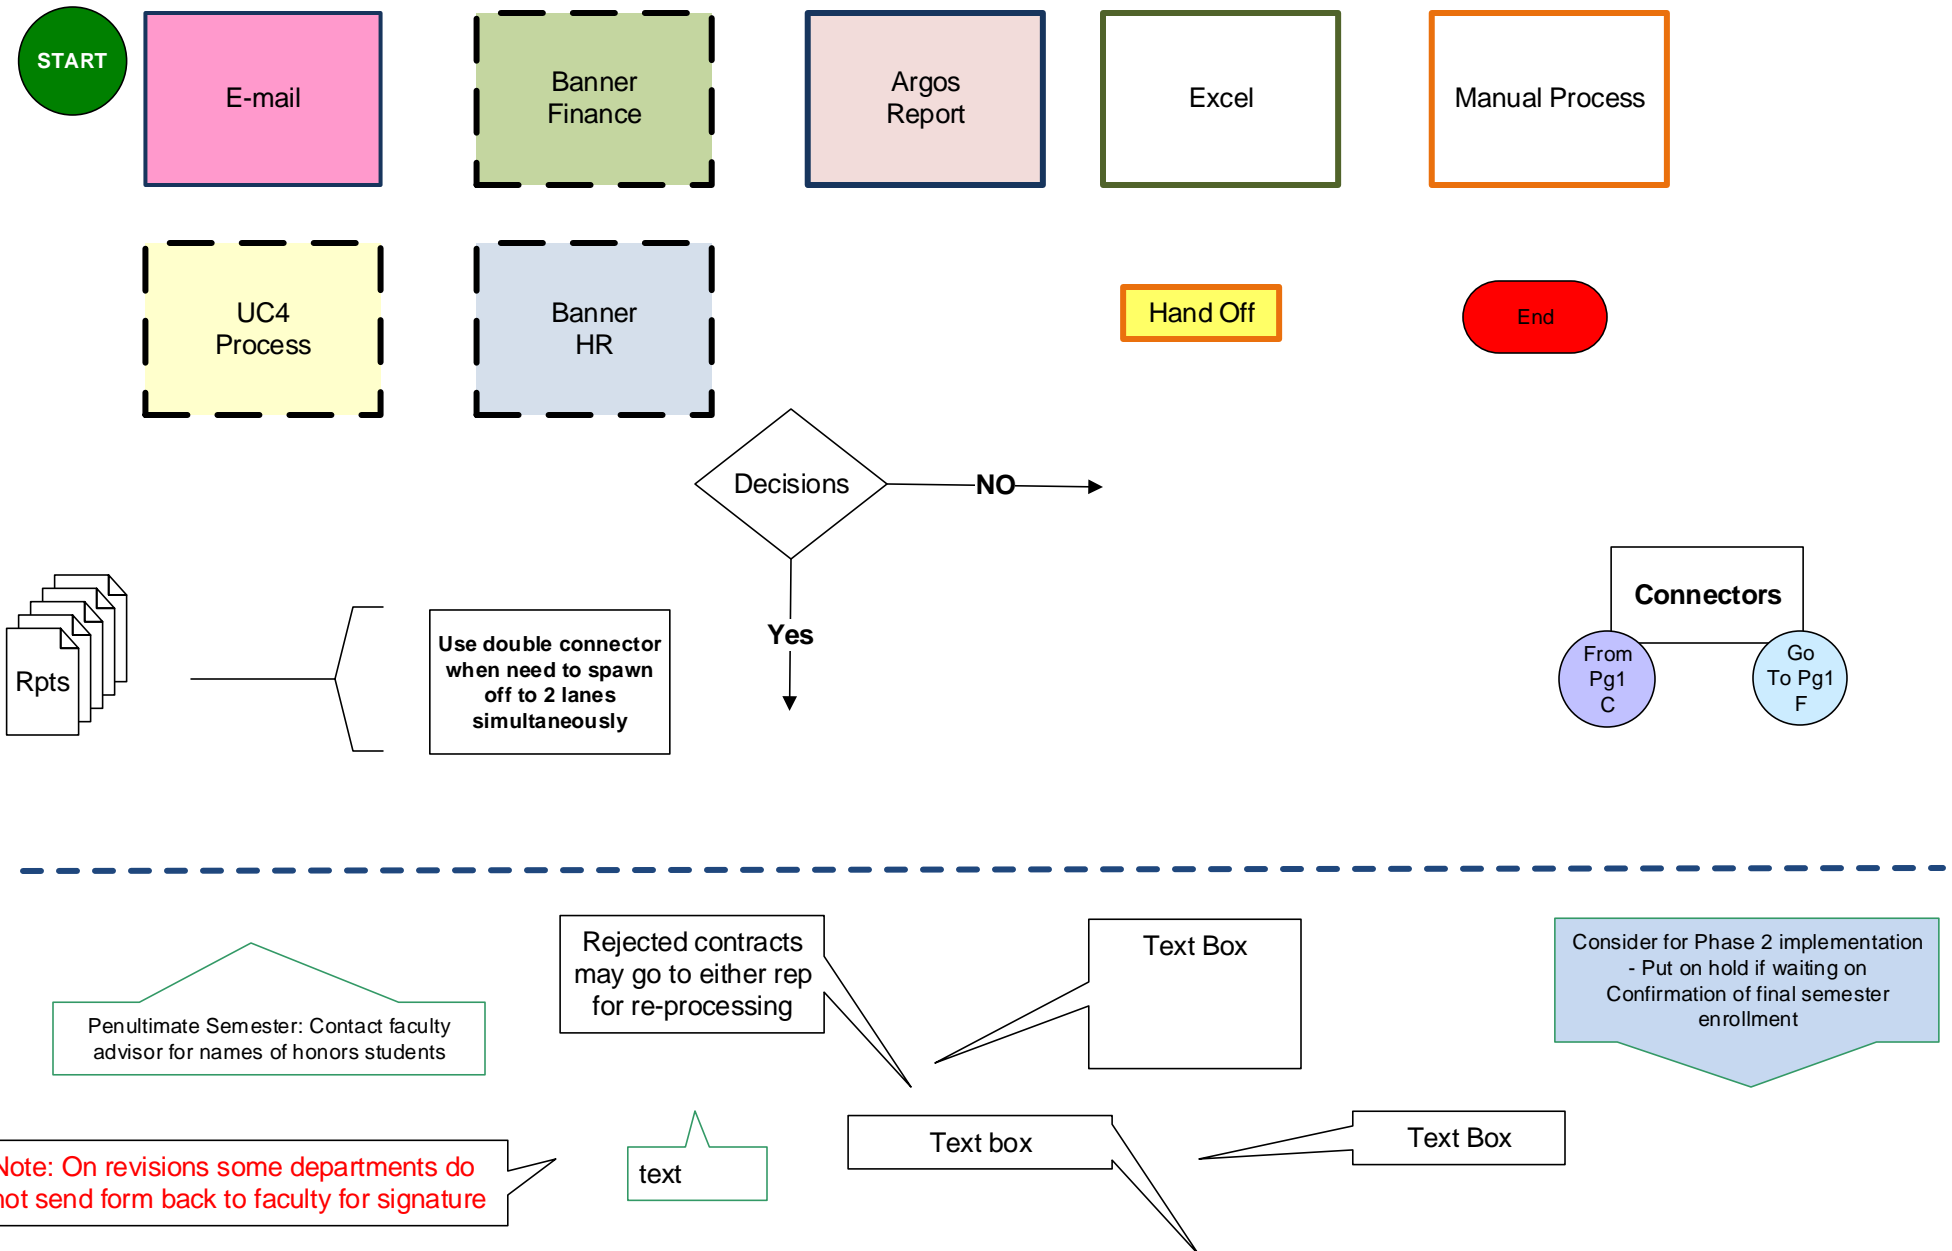 START
E-mail
Banner
Finance
Argos
Report
Excel
Manual Process
UC4
Process
Banner
HR
Hand Off
End
Decisions
NO
Yes
Rpts
Use double connector
when need to spawn
off to 2 lanes
simultaneously
Connectors
From
Pg1
C
Go
To Pg1
F
Rejected contracts
may go to either rep
for re-processing
Text Box
Consider for Phase 2 implementation
- Put on hold if waiting on
Confirmation of final semester
enrollment
Penultimate Semester: Contact faculty
advisor for names of honors students
Note: On revisions some departments do
not send form back to faculty for signature
text
Text box
Text Box